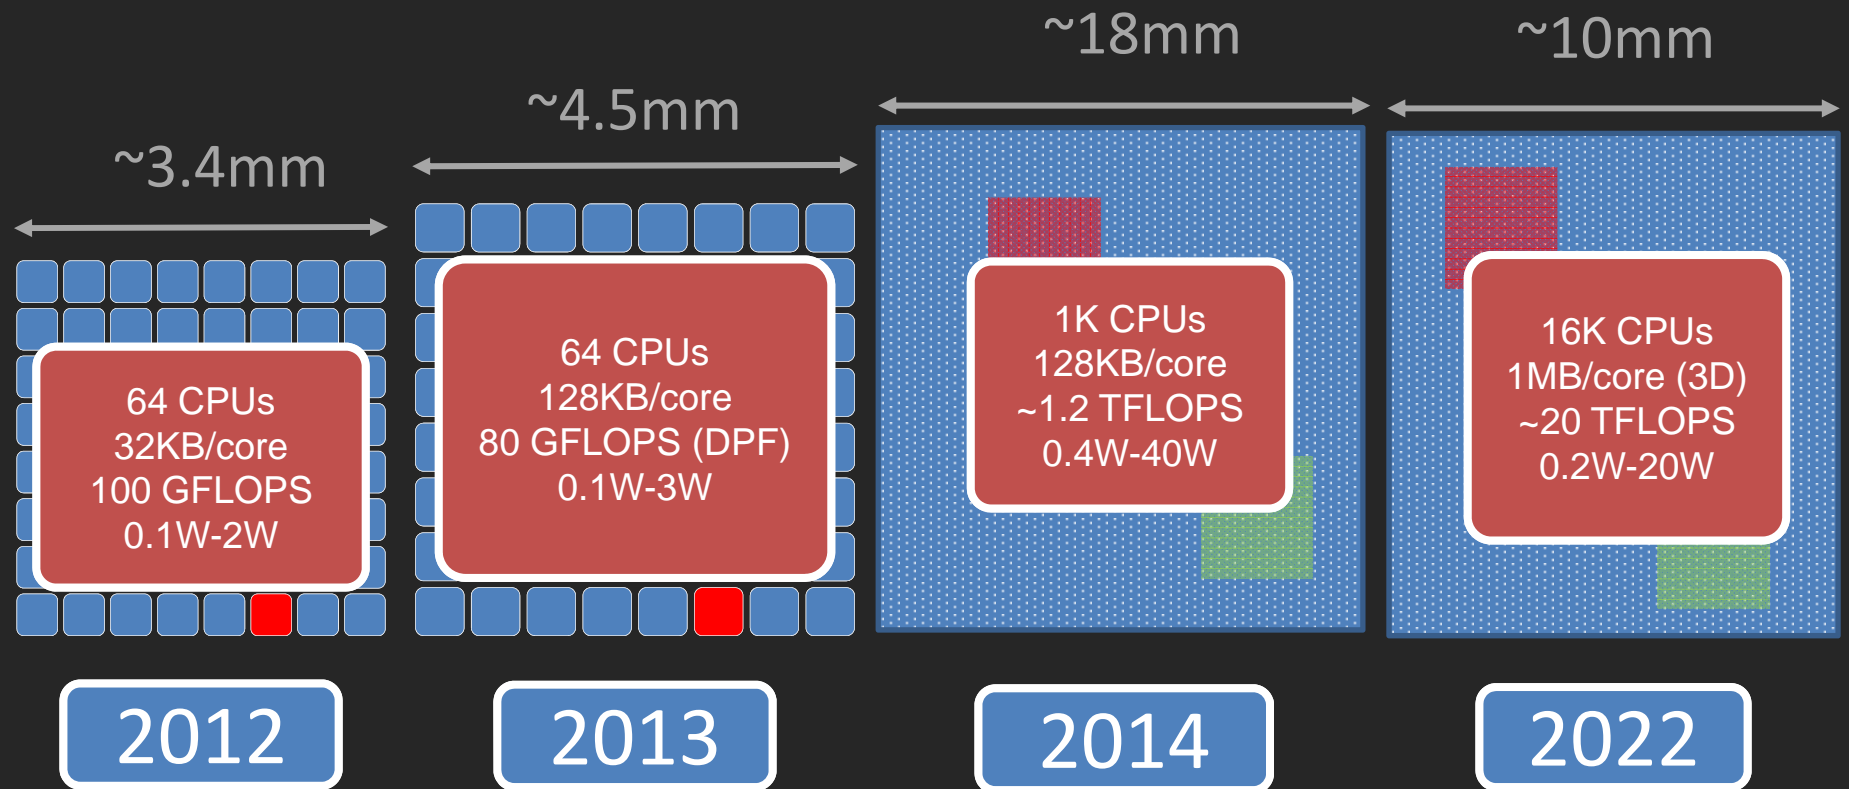 ~3.4mm
64 CPUs
32KB/core
100 GFLOPS
0.1W-2W
2012
~4.5mm
64 CPUs
128KB/core
80 GFLOPS (DPF)
0.1W-3W
2013
~18mm
1K CPUs
128KB/core
~1.2 TFLOPS
0.4W-40W
2014
~10mm
16K CPUs
1MB/core (3D)
~20 TFLOPS
0.2W-20W
2022